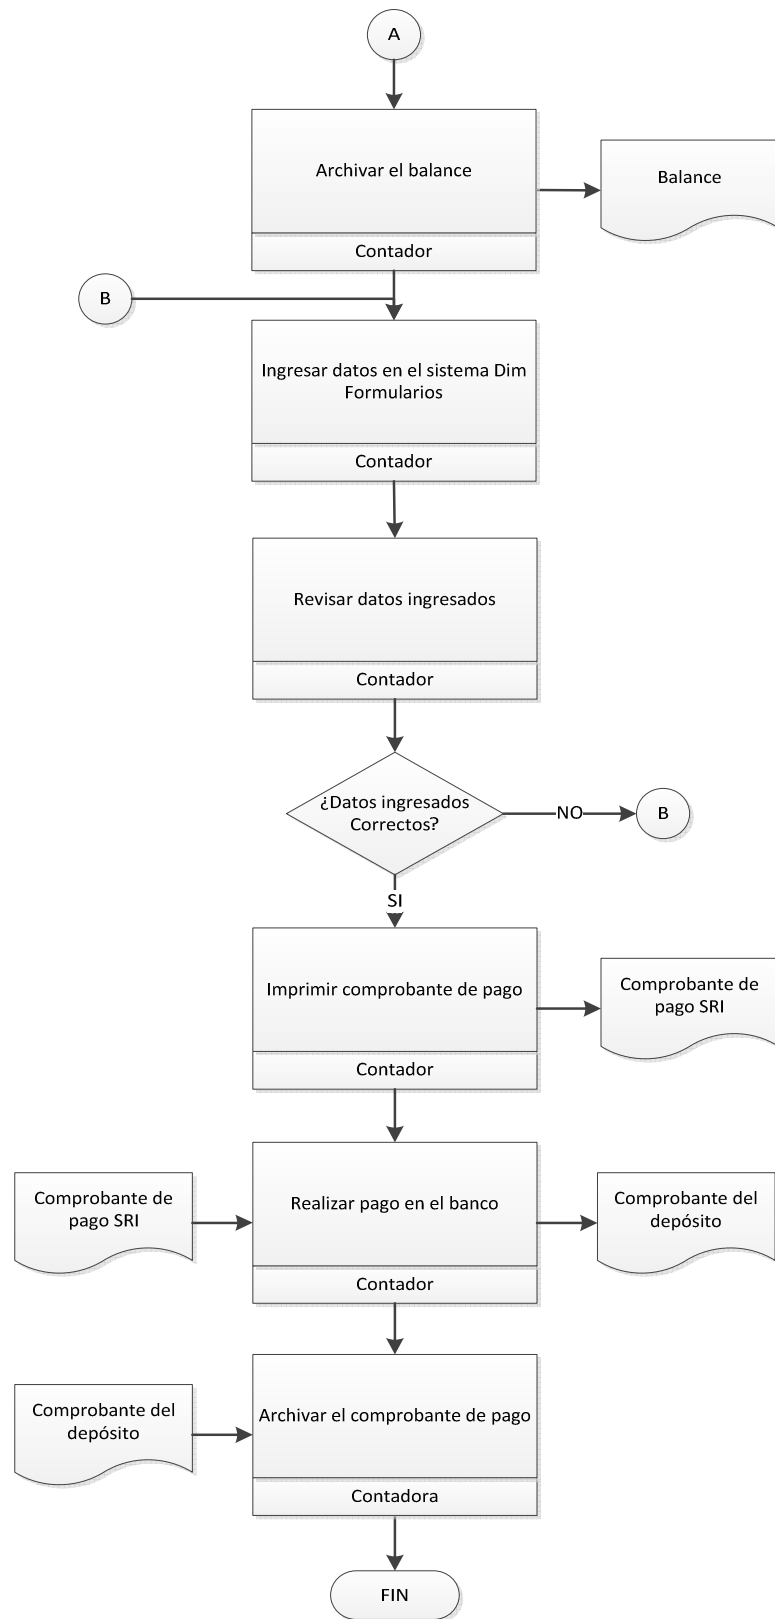 A
Archivar el balance
Contador
Balance
B
Ingresar datos en el sistema Dim
Formularios
Contador
Revisar datos ingresados
Contador
¿Datos ingresados
Correctos?
NO
B
SI
Imprimir comprobante de pago
Contador
Comprobante de
pago SRI
Comprobante de
pago SRI
Realizar pago en el banco
Contador
Comprobante del
depósito
Comprobante del
depósito
Archivar el comprobante de pago
Contadora
FIN